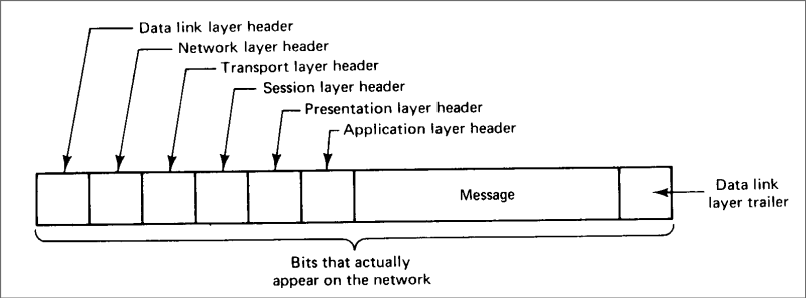 Data link layer header
Network layer header
Transport layer header
Session layer header
Presentation layer header
Application layer header
Message
Data link
layer trailer
Bits that actually
appear on the network